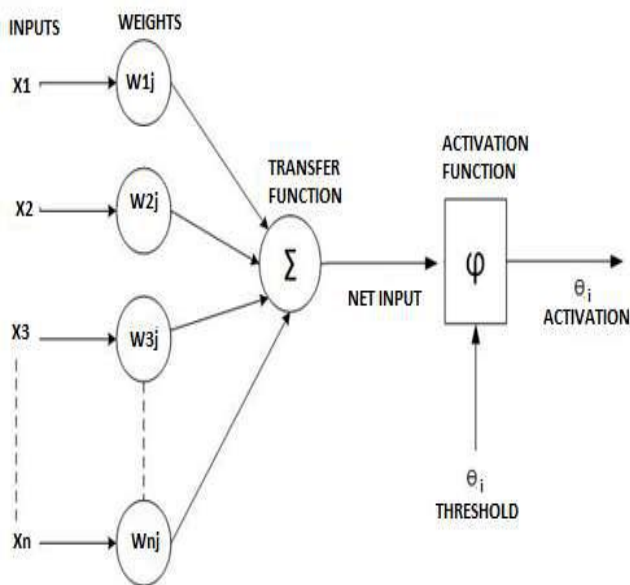 INPUTS
WEIGHTS
X1
W1j
X2
W2j
X3
W3j
Xn
Wnj
TRANSFER
FUNCTION
Σ
NET INPUT
ACTIVATION
FUNCTION
φ
θi
ACTIVATION
θi
THRESHOLD